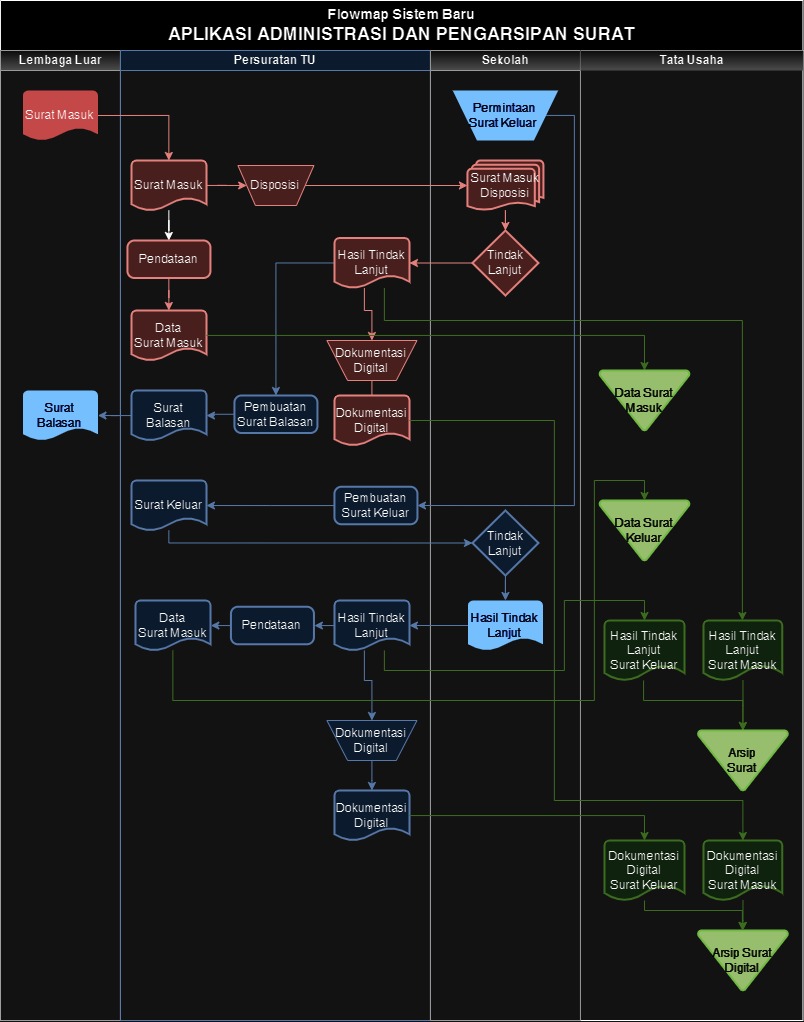 Flowmap Sistem Baru
APLIKASI ADMINISTRASI DAN PENGARSIPAN SURAT
Lembaga Luar
Persuratan TU
Sekolah
Tata Usaha
Surat Masuk
Permintaan
Surat Keluar
Surat Masuk
Disposisi
Surat Masuk
Disposisi
Pendataan
Hasil Tindak
Lanjut
Tindak
Lanjut
Data
Surat Masuk
Dokumentasi
Digital
Data Surat
Masuk
Surat
Balasan
Surat
Balasan
Pembuatan
Surat Balasan
Dokumentasi
Digital
Surat Keluar
Pembuatan
Surat Keluar
Data Surat
Keluar
Tindak
Lanjut
Data
Surat Masuk
Pendataan
Hasil Tindak
Lanjut
Hasil Tindak
Lanjut
Hasil Tindak
Lanjut
Surat Keluar
Hasil Tindak
Lanjut
Surat Masuk
Dokumentasi
Digital
Arsip
Surat
Dokumentasi
Digital
Dokumentasi
Digital
Surat Keluar
Dokumentasi
Digital
Surat Masuk
Arsip Surat
Digital